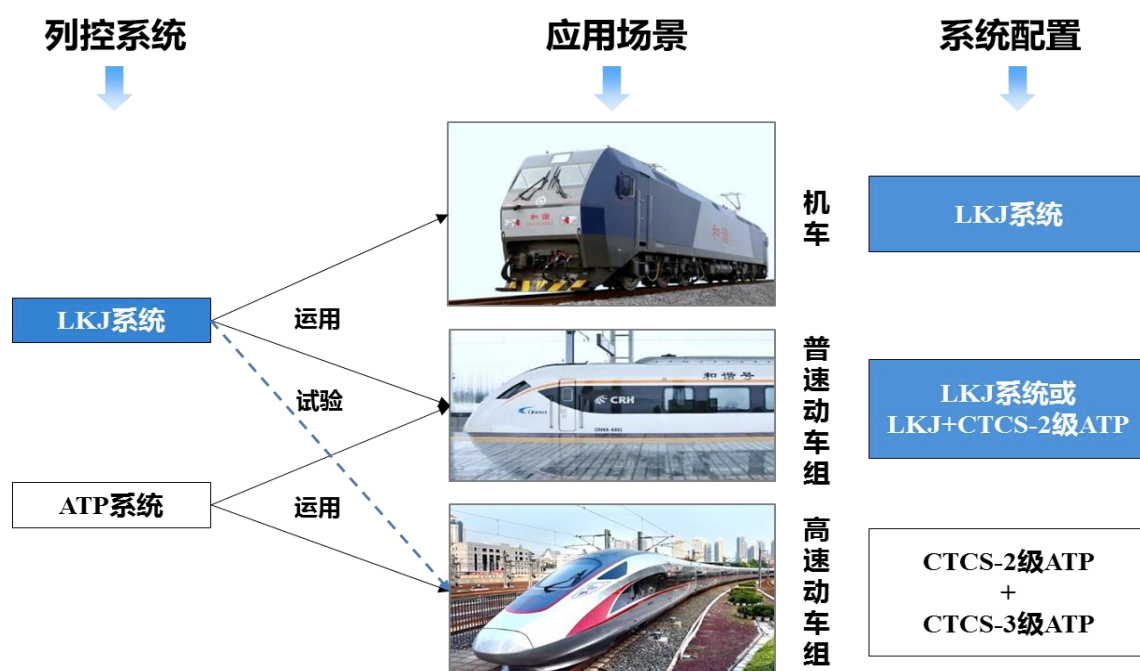 列控系统
应用场景
系统配置
和谐
和谐
机车
LKJ系统
LKJ系统
运用
试验
和谐号
CRH
普速动车组
LKJ系统或
LKJ+CTCS-2级ATP
ATP系统
运用
高速动车组
CTCS-2级ATP
+
CTCS-3级ATP